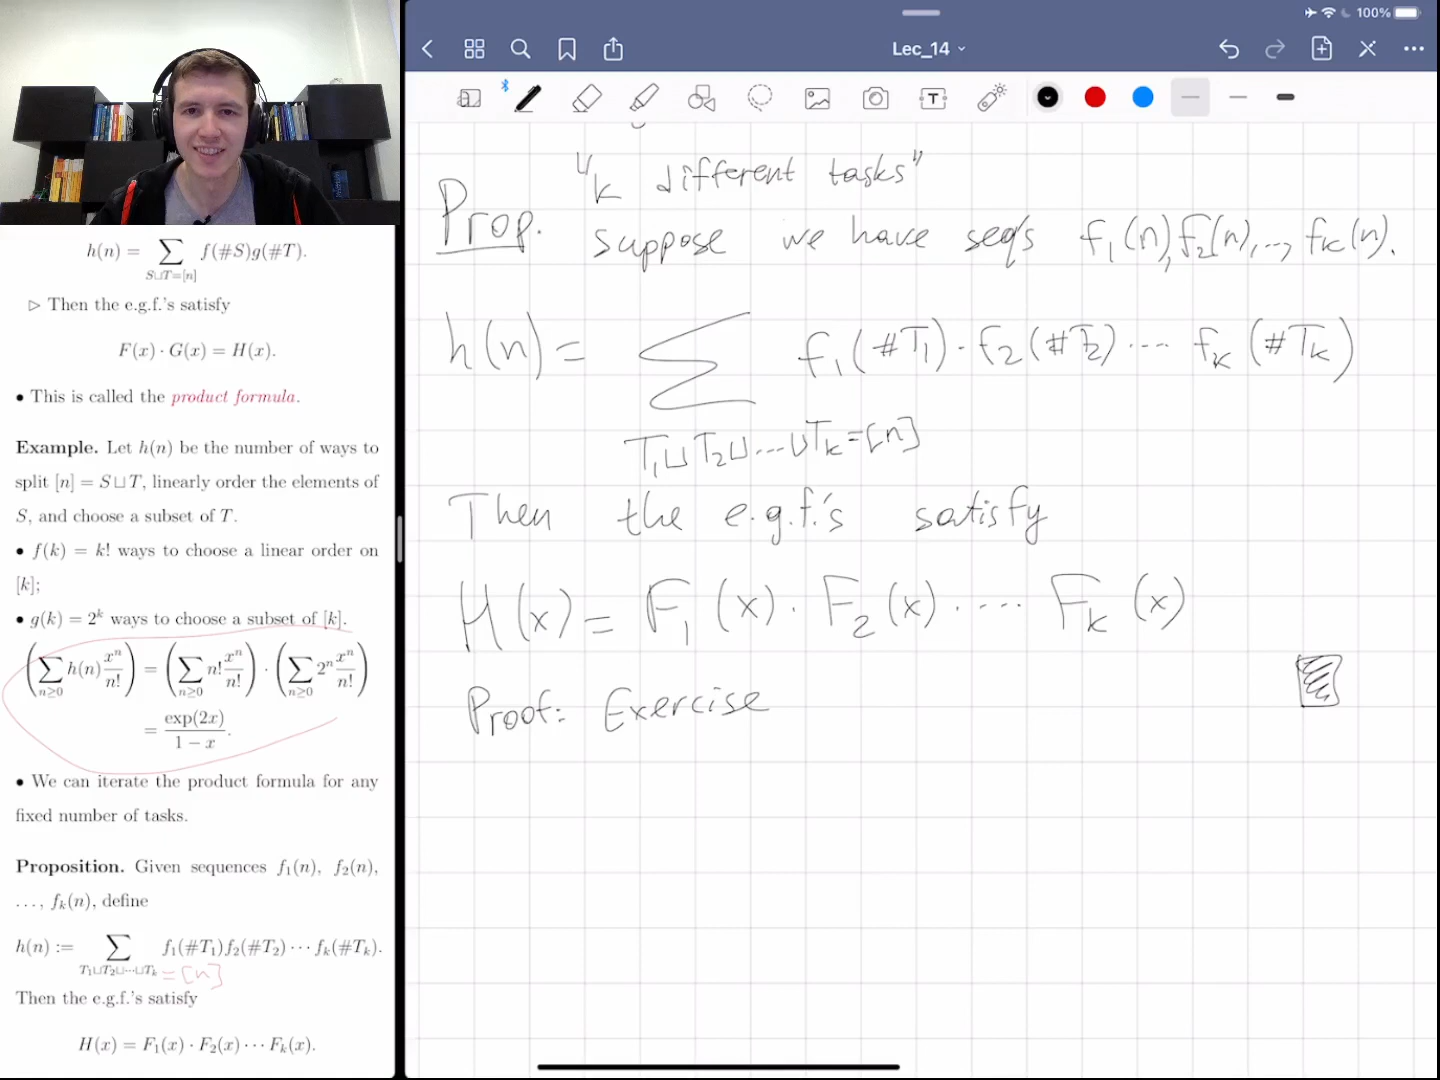 100%
Lec_14
h(n) = ∑ f(#S)g(#T).
S⊔T=[n]
▷ Then the e.g.f.'s satisfy
F(x) · G(x) = H(x).
• This is called the product formula.
Example. Let h(n) be the number of ways to
split [n] = S ⊔ T, linearly order the elements of
S, and choose a subset of T.
• f(k) = k! ways to choose a linear order on
[k];
• g(k) = 2^k ways to choose a subset of [k].
(∑_{n≥0} h(n) x^n/n!) = (∑_{n≥0} n! x^n/n!) · (∑_{n≥0} 2^n x^n/n!)
= exp(2x)/(1 − x).
• We can iterate the product formula for any
fixed number of tasks.
Proposition. Given sequences f₁(n), f₂(n),
…, fₖ(n), define
h(n) := ∑ f₁(#T₁)f₂(#T₂) ··· fₖ(#Tₖ).
T₁⊔T₂⊔···⊔Tₖ = [n]
Then the e.g.f.'s satisfy
H(x) = F₁(x) · F₂(x) ··· Fₖ(x).
"k different tasks"
Prop. suppose we have seq's f₁(n), f₂(n), ..., fₖ(n).
h(n) = ∑ f₁(#T₁) · f₂(#T₂) ···· fₖ(#Tₖ)
T₁⊔T₂⊔...⊔Tₖ=[n]
Then the e.g.f.'s satisfy
H(x) = F₁(x) · F₂(x) ····· Fₖ(x)
Proof: Exercise